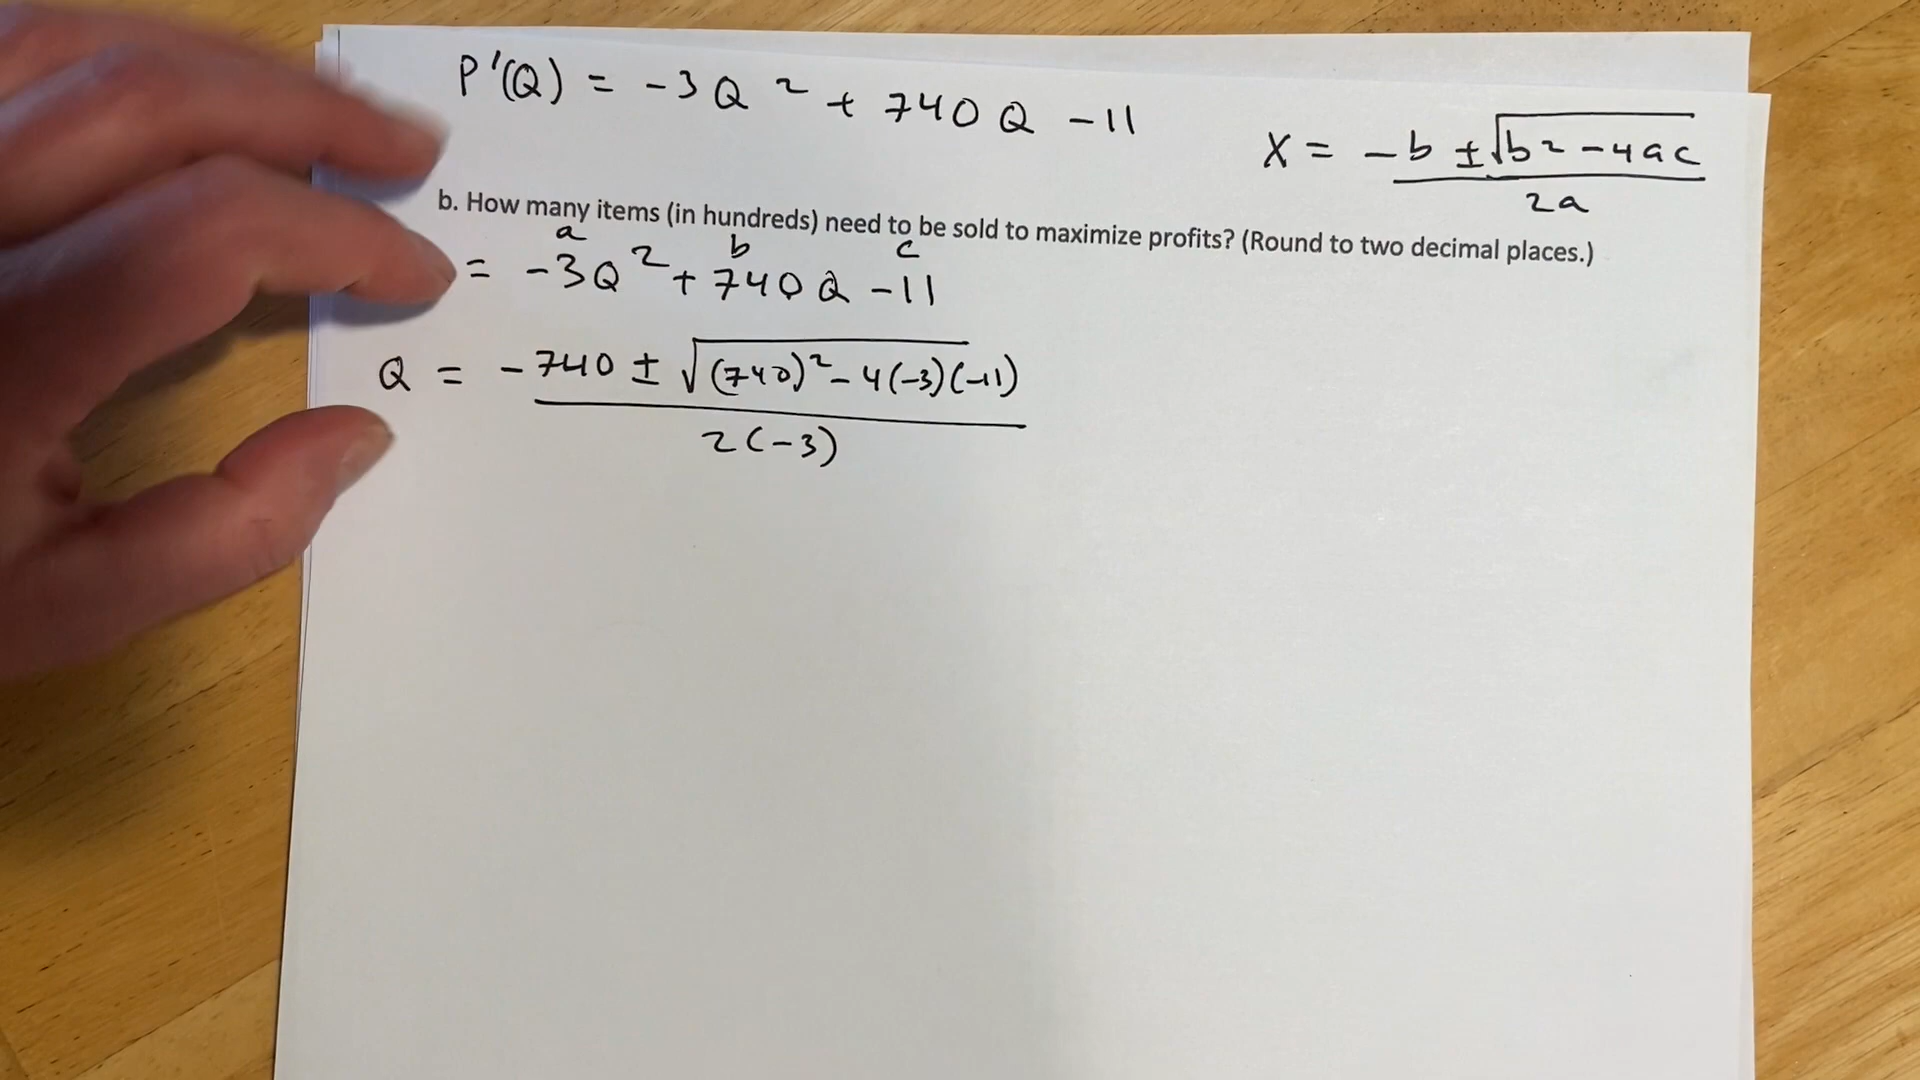 P'(Q) = -3Q² + 740Q - 11
X = -b ± √b² - 4ac / 2a
b. How many items (in hundreds) need to be sold to maximize profits? (Round to two decimal places.)
a b c
= -3Q² + 740Q - 11
Q = -740 ± √(740)² - 4(-3)(-11) / 2(-3)